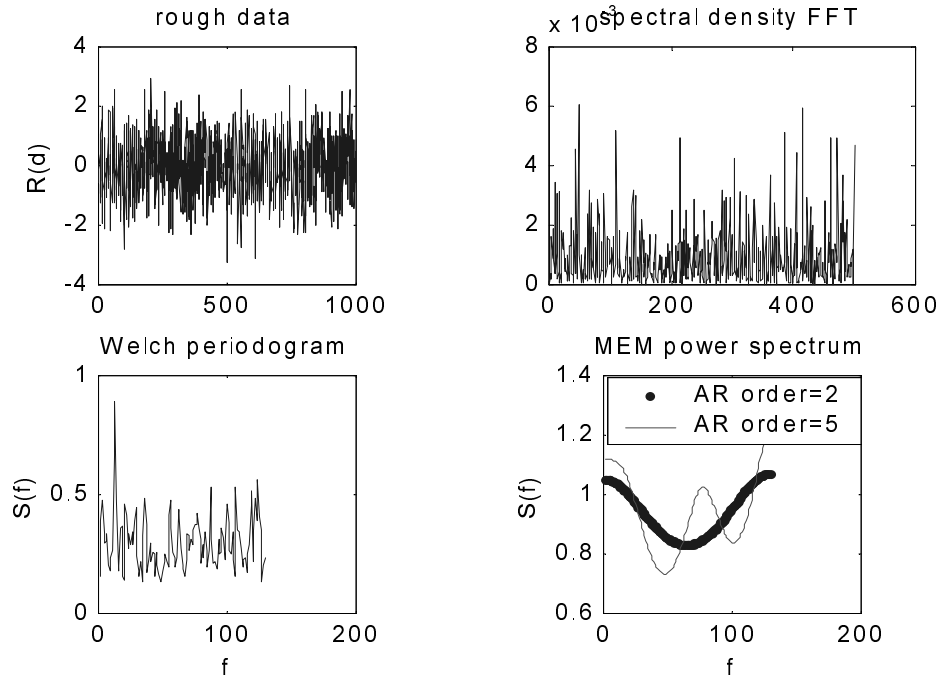 rough data
4
2
0
-2
-4
R(d)
0 500 1000
x 10-3
spectral density FFT
8
6
4
2
0
0 200 400 600
Welch periodogram
1
0.5
0
S(f)
0 100 200
f
MEM power spectrum
1.4
1.2
1
0.8
0.6
S(f)
AR order=2
AR order=5
0 100 200
f